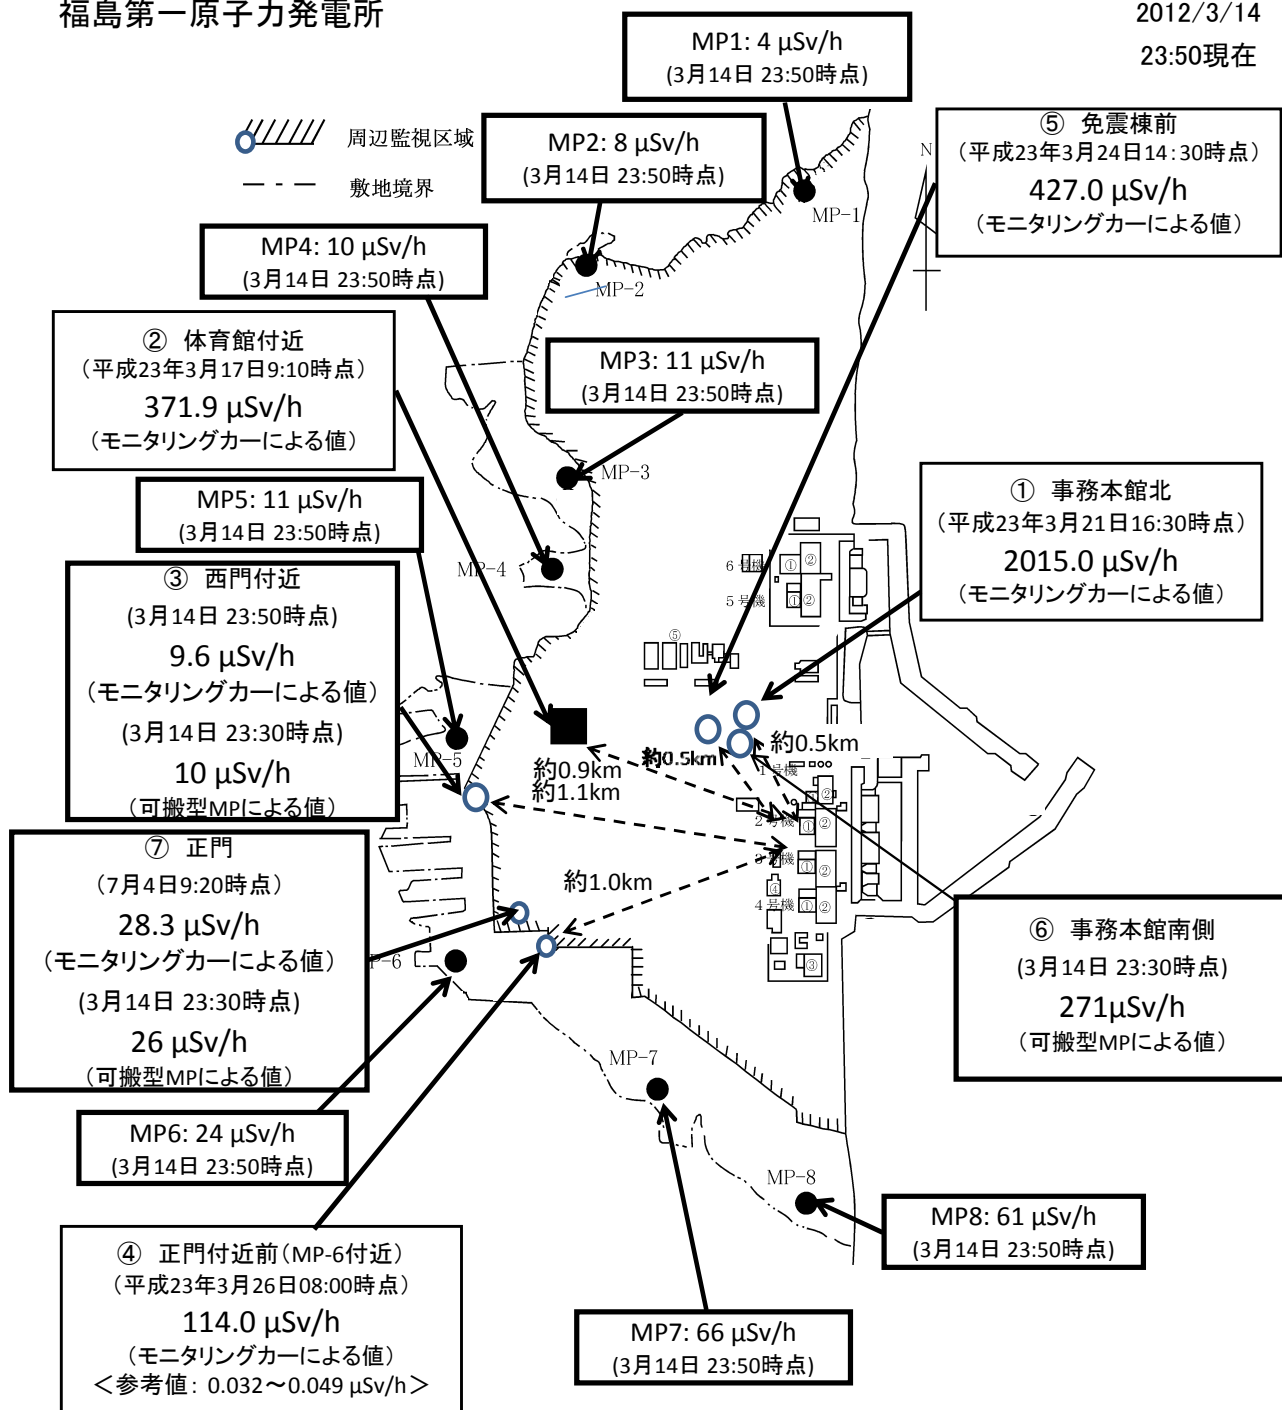 福島第一原子力発電所
2012/3/14
23:50現在
周辺監視区域
敷地境界
MP1: 4 μSv/h
(3月14日 23:50時点)
MP2: 8 μSv/h
(3月14日 23:50時点)
⑤ 免震棟前
(平成23年3月24日14:30時点)
427.0 μSv/h
(モニタリングカーによる値)
N
MP-1
MP4: 10 μSv/h
(3月14日 23:50時点)
MP-2
② 体育館付近
(平成23年3月17日9:10時点)
371.9 μSv/h
(モニタリングカーによる値)
MP3: 11 μSv/h
(3月14日 23:50時点)
MP-3
MP5: 11 μSv/h
(3月14日 23:50時点)
① 事務本館北
(平成23年3月21日16:30時点)
2015.0 μSv/h
(モニタリングカーによる値)
MP-4
③ 西門付近
(3月14日 23:50時点)
9.6 μSv/h
(モニタリングカーによる値)
(3月14日 23:30時点)
10 μSv/h
(可搬型MPによる値)
6号機
①
②
5号機
①
②
⑤
MP-5
約0.9km
約1.1km
約0.5km
約0.5km
1号機
②
2号機
①
②
3号機
①
②
④
4号機
①
②
③
約1.0km
⑦ 正門
(7月4日9:20時点)
28.3 μSv/h
(モニタリングカーによる値)
(3月14日 23:30時点)
26 μSv/h
(可搬型MPによる値)
P-6
⑥ 事務本館南側
(3月14日 23:30時点)
271μSv/h
(可搬型MPによる値)
MP-7
MP6: 24 μSv/h
(3月14日 23:50時点)
MP-8
MP8: 61 μSv/h
(3月14日 23:50時点)
④ 正門付近前(MP-6付近)
(平成23年3月26日08:00時点)
114.0 μSv/h
(モニタリングカーによる値)
<参考値: 0.032~0.049 μSv/h>
MP7: 66 μSv/h
(3月14日 23:50時点)